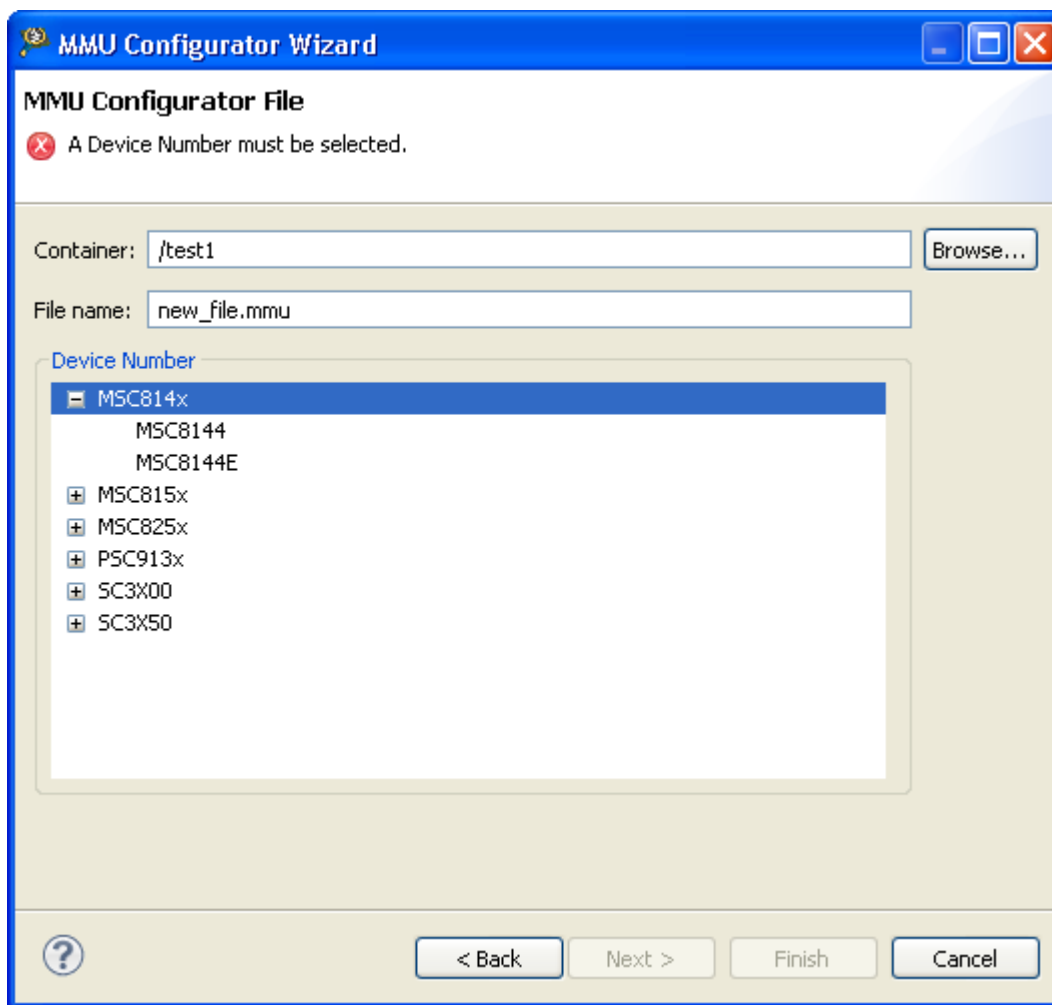 MMU Configurator Wizard
MMU Configurator File
A Device Number must be selected.
Container: /test1 Browse...
File name: new_file.mmu
Device Number
MSC814x
MSC8144
MSC8144E
MSC815x
MSC825x
PSC913x
SC3X00
SC3X50
< Back Next > Finish Cancel